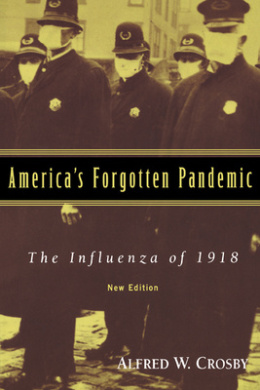 America's Forgotten Pandemic
The Influenza of 1918
New Edition
ALFRED W. CROSBY